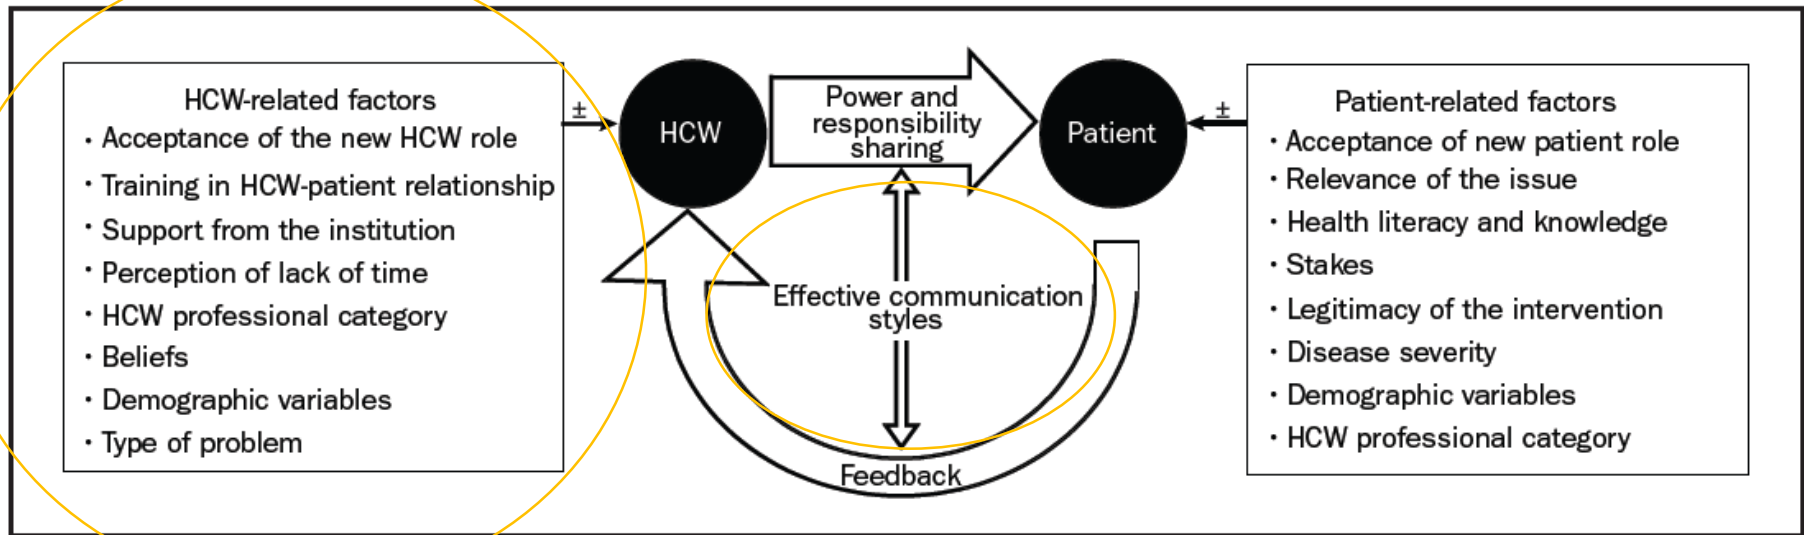 HCW-related factors
· Acceptance of the new HCW role
· Training in HCW-patient relationship
· Support from the institution
· Perception of lack of time
· HCW professional category
· Beliefs
· Demographic variables
· Type of problem
±
HCW
Power and
responsibility
sharing
Effective communication
styles
Feedback
Patient
±
Patient-related factors
· Acceptance of new patient role
· Relevance of the issue
· Health literacy and knowledge
· Stakes
· Legitimacy of the intervention
· Disease severity
· Demographic variables
· HCW professional category